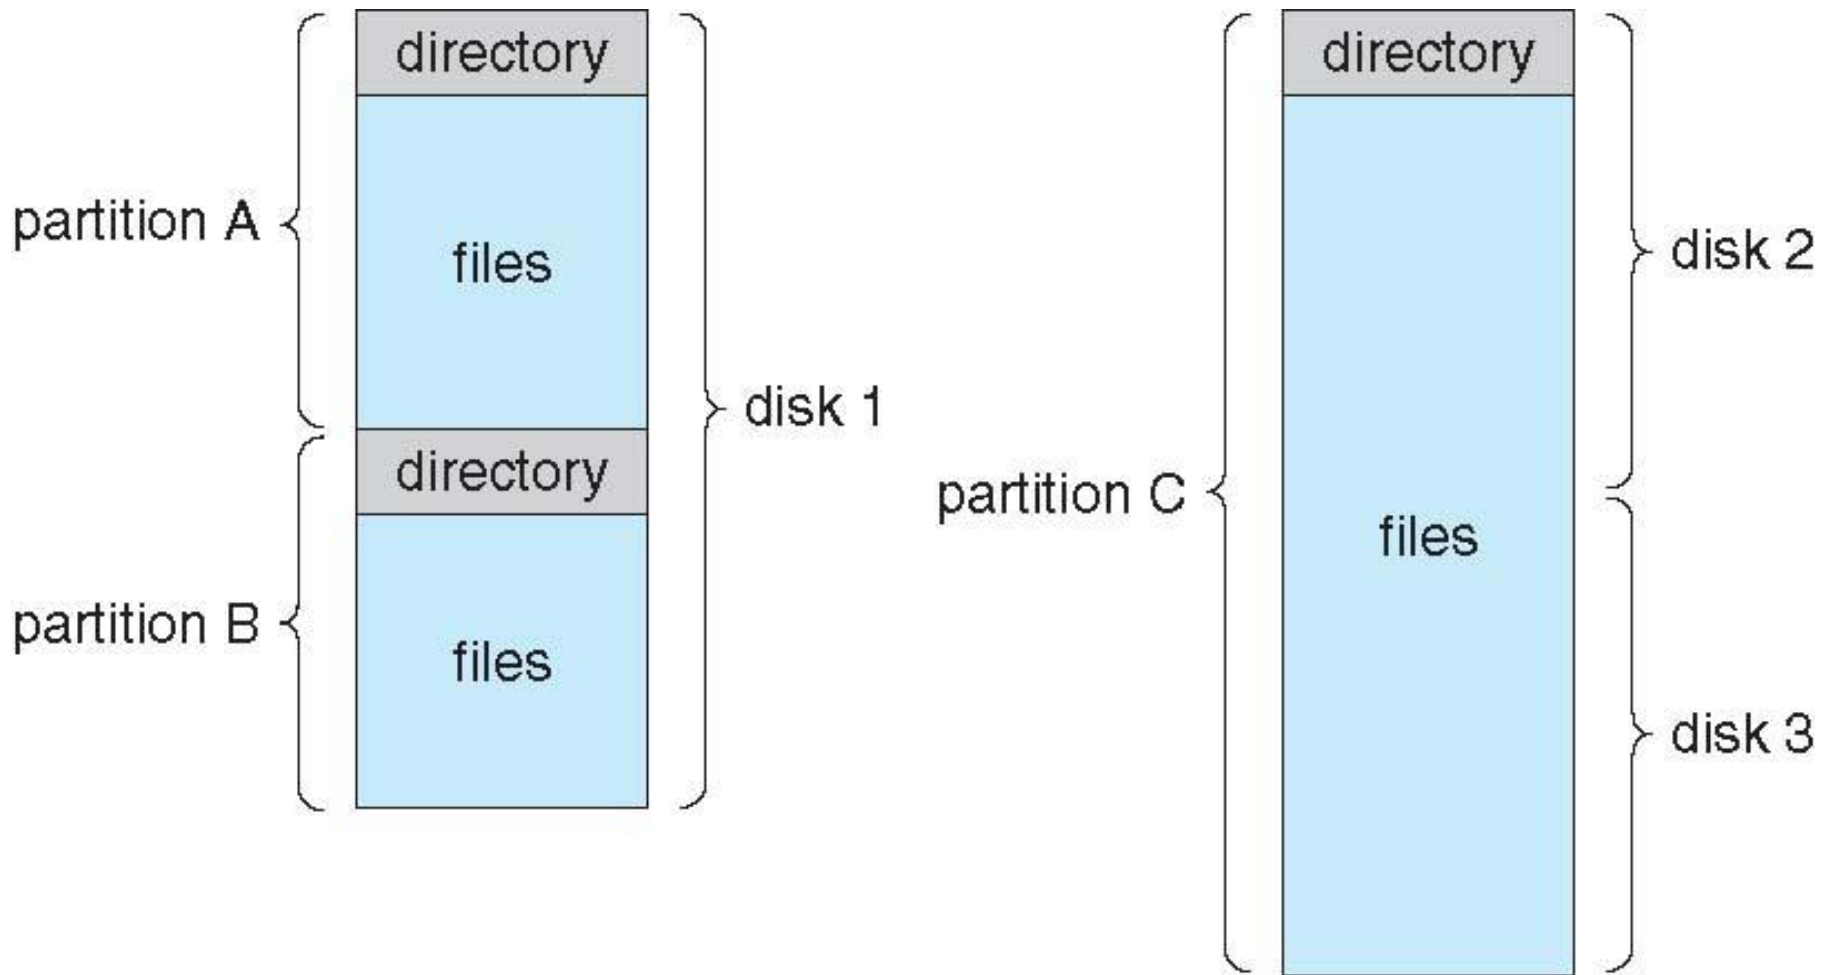 directory
partition A
files
disk 1
directory
partition B
files
directory
disk 2
partition C
files
disk 3